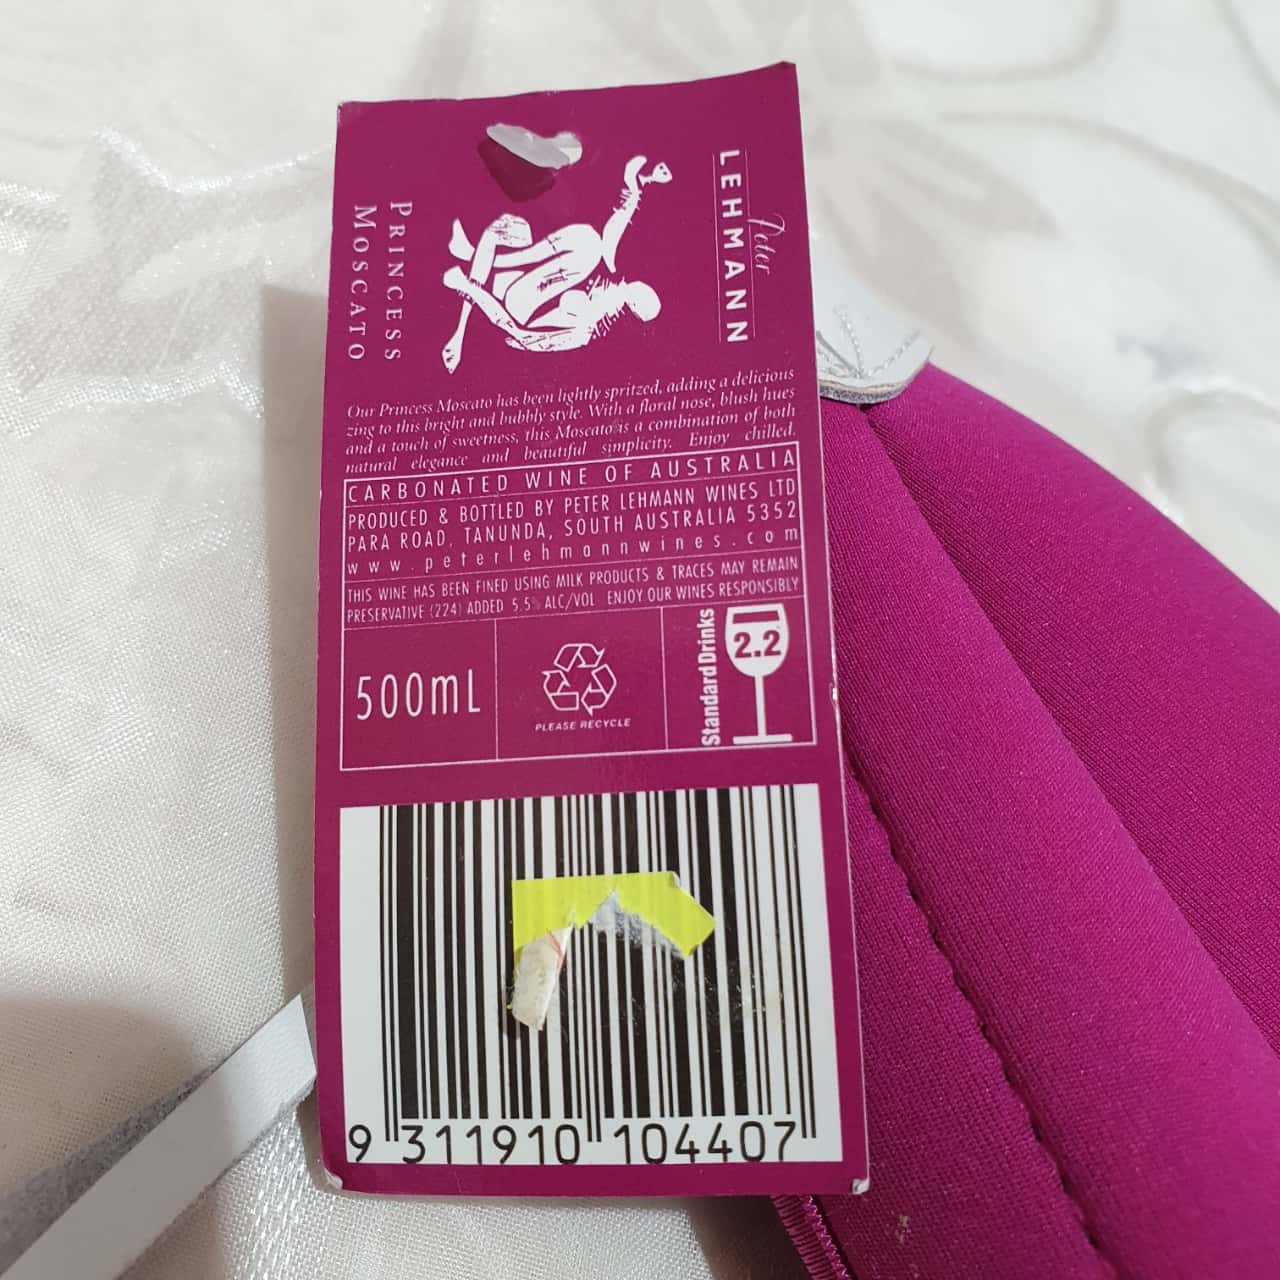 PRINCESS
MOSCATO
Peter
LEHMANN
Our Princess Moscato has been lightly spritzed, adding a delicious
zing to this bright and bubbly style. With a floral nose, blush hues
and a touch of sweetness, this Moscato is a combination of both
natural elegance and beautiful simplicity. Enjoy chilled.
CARBONATED WINE OF AUSTRALIA
PRODUCED & BOTTLED BY PETER LEHMANN WINES LTD
PARA ROAD, TANUNDA, SOUTH AUSTRALIA 5352
www.peterlehmannwines.com
THIS WINE HAS BEEN FINED USING MILK PRODUCTS & TRACES MAY REMAIN
PRESERVATIVE (224) ADDED 5.5% ALC/VOL ENJOY OUR WINES RESPONSIBLY
500mL
PLEASE RECYCLE
Standard Drinks
2.2
9 311910 104407